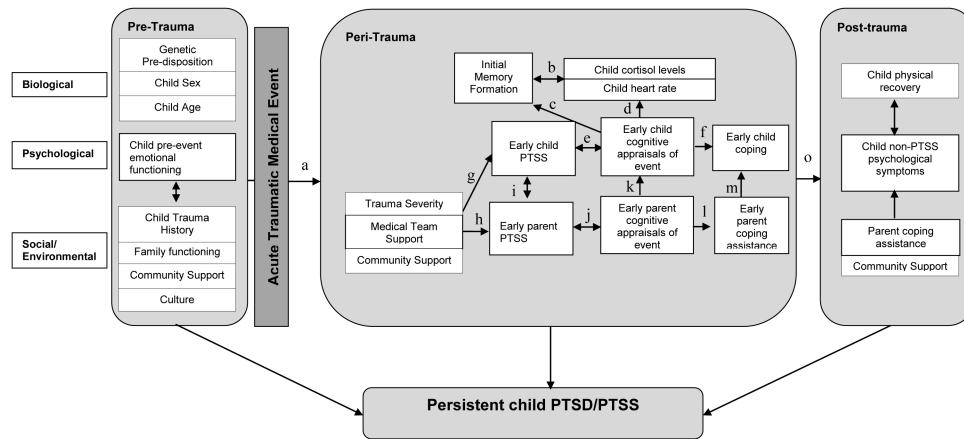 Pre-Trauma
Genetic
Pre-disposition
Child Sex
Child Age
Biological
Psychological
Child pre-event
emotional
functioning
Social/
Environmental
Child Trauma
History
Family functioning
Community Support
Culture
Acute Traumatic Medical Event
a
Peri-Trauma
Initial
Memory
Formation
b
Child cortisol levels
Child heart rate
c
d
Early child
PTSS
e
Early child
cognitive
appraisals of
event
f
Early child
coping
g
i
k
m
Trauma Severity
Medical Team
Support
Community Support
h
Early parent
PTSS
j
Early parent
cognitive
appraisals of
event
l
Early parent
coping
assistance
o
Post-trauma
Child physical
recovery
Child non-PTSS
psychological
symptoms
Parent coping
assistance
Community Support
Persistent child PTSD/PTSS